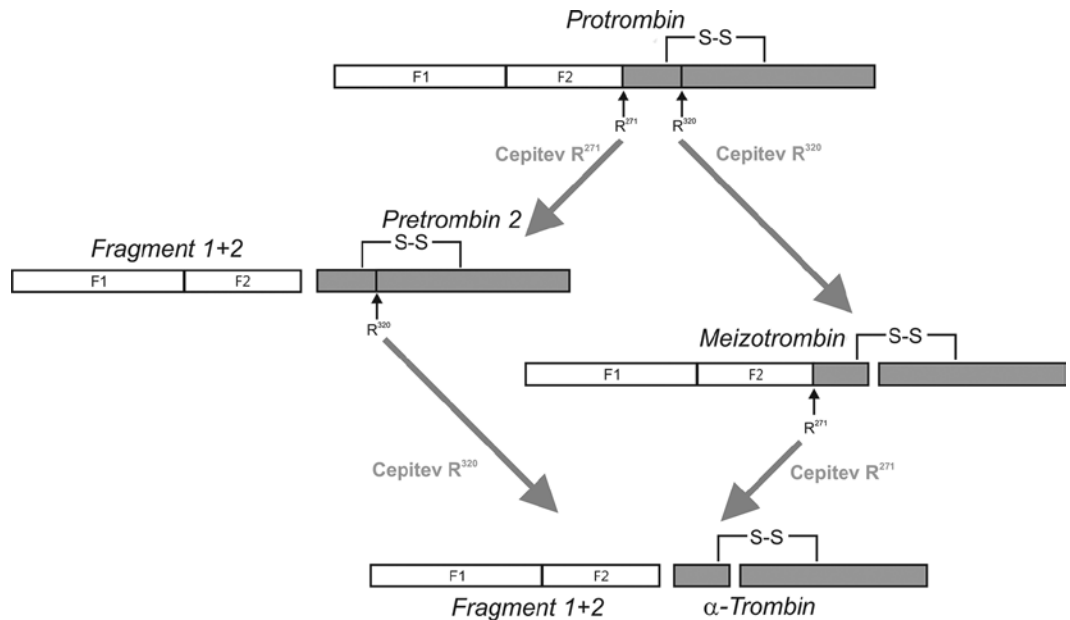 Protrombin
S-S
F1 F2
R²⁷¹ R³²⁰
Cepitev R²⁷¹ Cepitev R³²⁰
Pretrombin 2
Fragment 1+2 S-S
F1 F2
R³²⁰
Meizotrombin S-S
F1 F2
R²⁷¹
Cepitev R³²⁰ Cepitev R²⁷¹
S-S
F1 F2
Fragment 1+2 α-Trombin